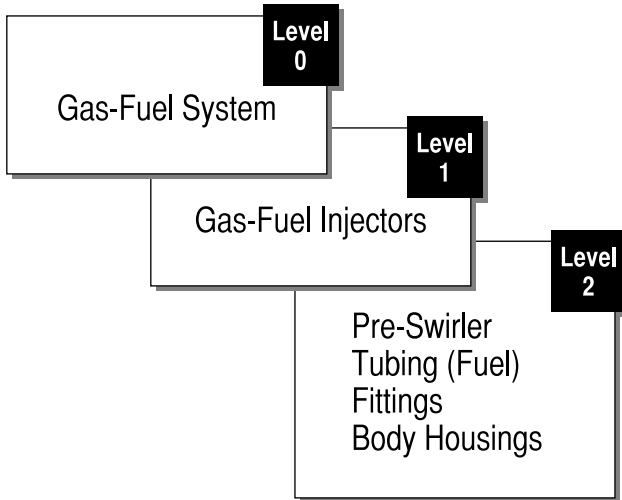 Level
0
Gas-Fuel System
Level
1
Gas-Fuel Injectors
Level
2
Pre-Swirler
Tubing (Fuel)
Fittings
Body Housings